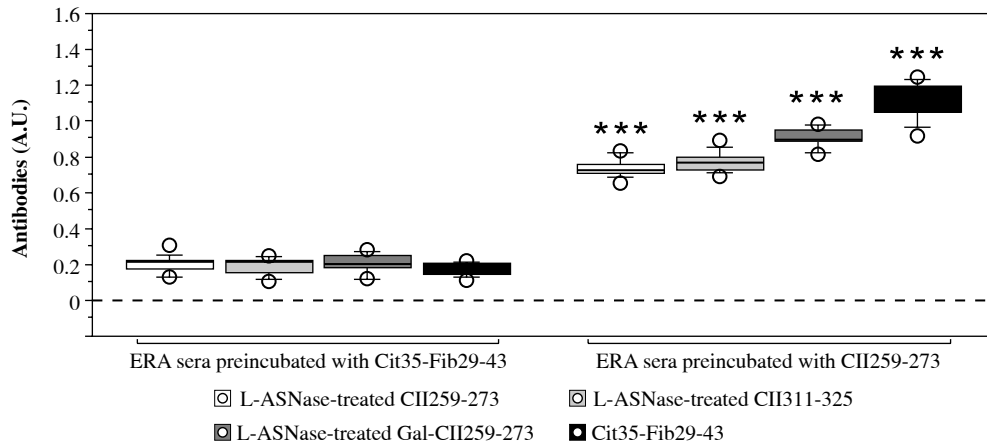 1.6
1.4
1.2
1.0
0.8
0.6
0.4
0.2
0
Antibodies (A.U.)
*** *** *** ***
ERA sera preincubated with Cit35-Fib29-43 ERA sera preincubated with CII259-273
L-ASNase-treated CII259-273 L-ASNase-treated CII311-325
L-ASNase-treated Gal-CII259-273 Cit35-Fib29-43